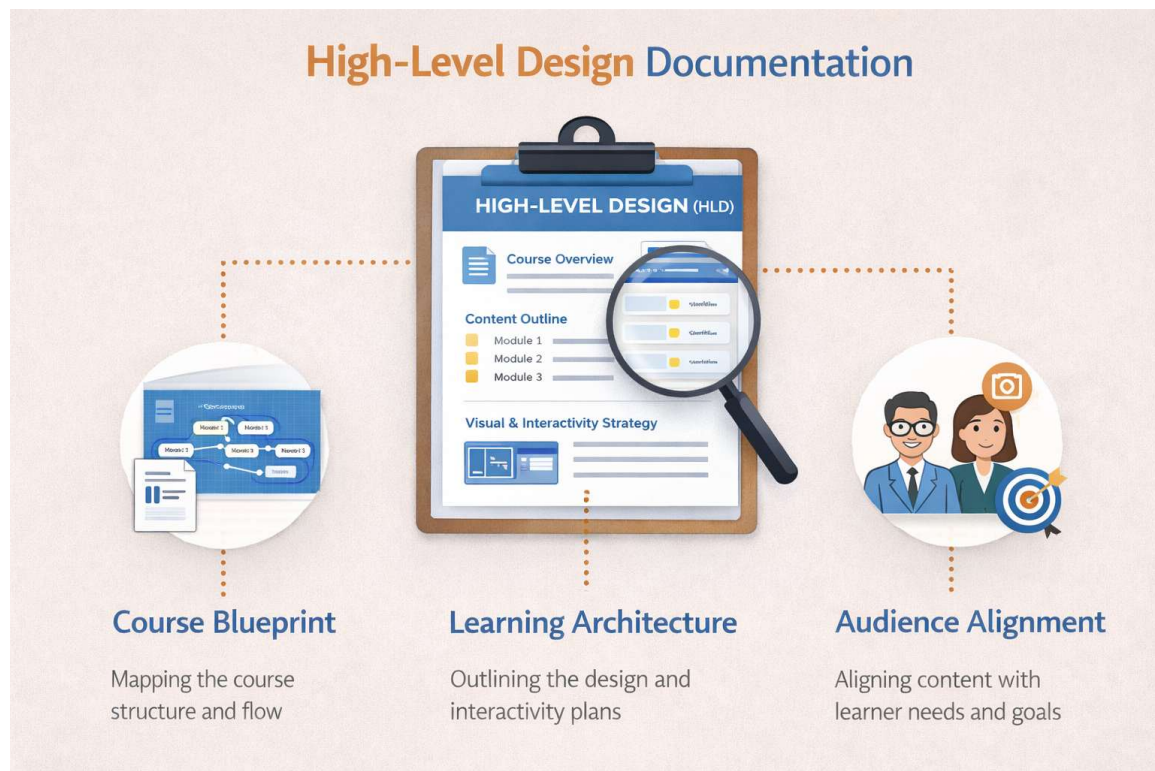 High-Level Design Documentation
HIGH-LEVEL DESIGN (HLD)
Course Overview
Content Outline
Module 1
Module 2
Module 3
Visual & Interactivity Strategy
Course Blueprint
Mapping the course
structure and flow
Learning Architecture
Outlining the design and
interactivity plans
Audience Alignment
Aligning content with
learner needs and goals